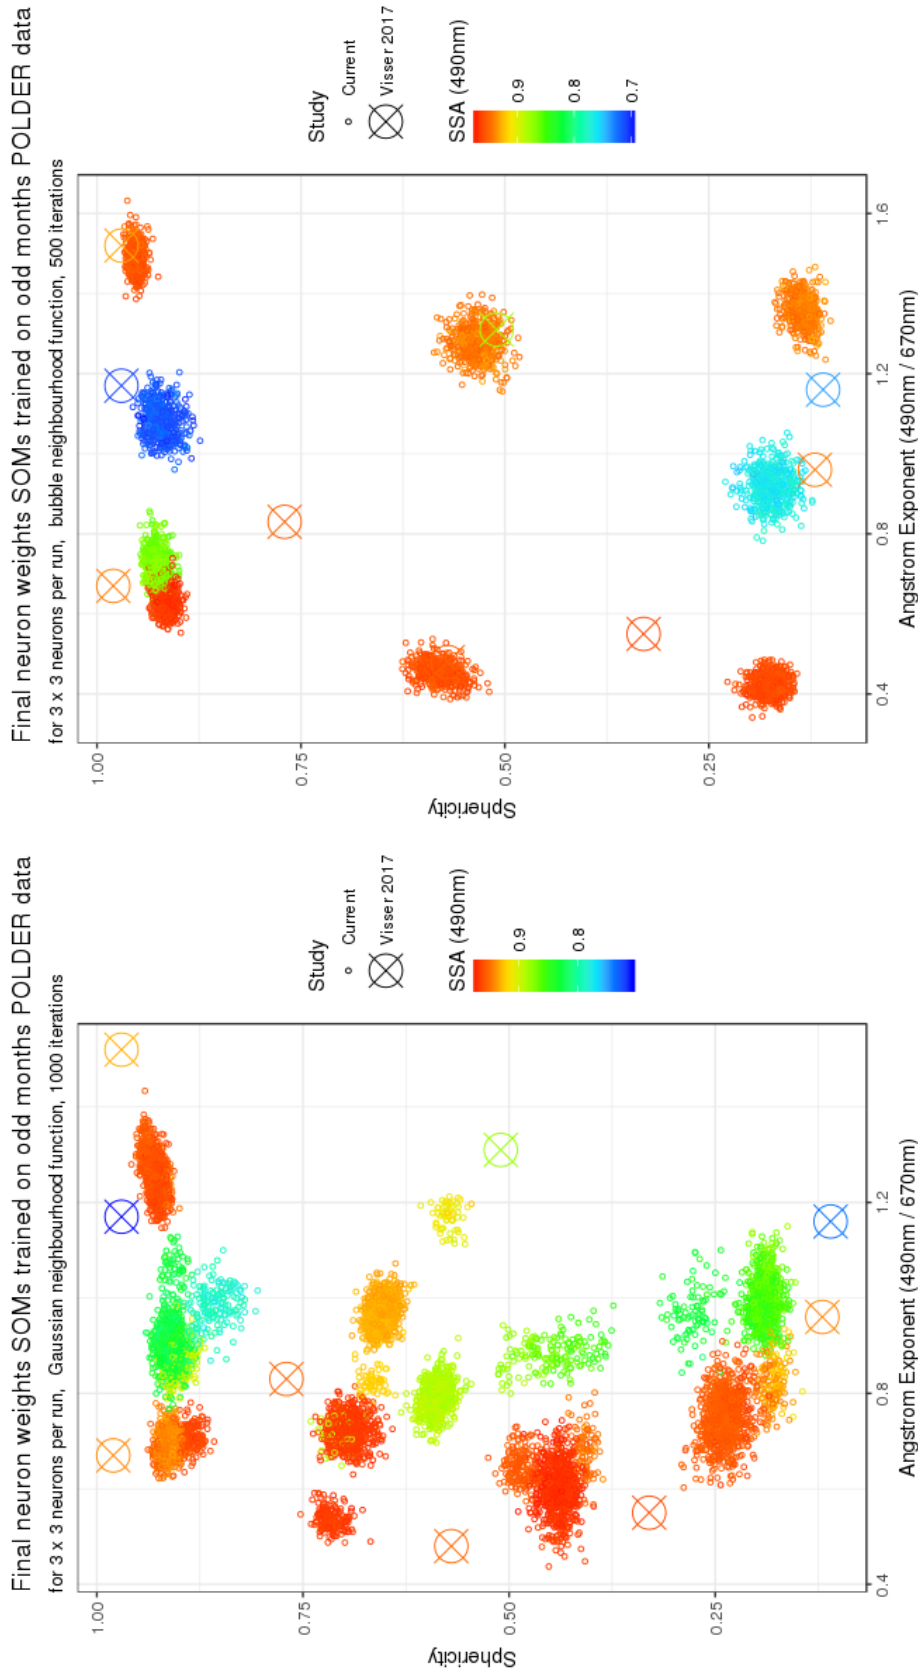 Final neuron weights SOMs trained on odd months POLDER data
for 3 x 3 neurons per run, Gaussian neighbourhood function, 1000 iterations
1.00
0.75
0.50
0.25
Sphericity
0.4
0.8
1.2
Angstrom Exponent (490nm / 670nm)
Study
Current
Visser 2017
SSA (490nm)
0.9
0.8
Final neuron weights SOMs trained on odd months POLDER data
for 3 x 3 neurons per run, bubble neighbourhood function, 500 iterations
1.00
0.75
0.50
0.25
Sphericity
0.4
0.8
1.2
1.6
Angstrom Exponent (490nm / 670nm)
Study
Current
Visser 2017
SSA (490nm)
0.9
0.8
0.7